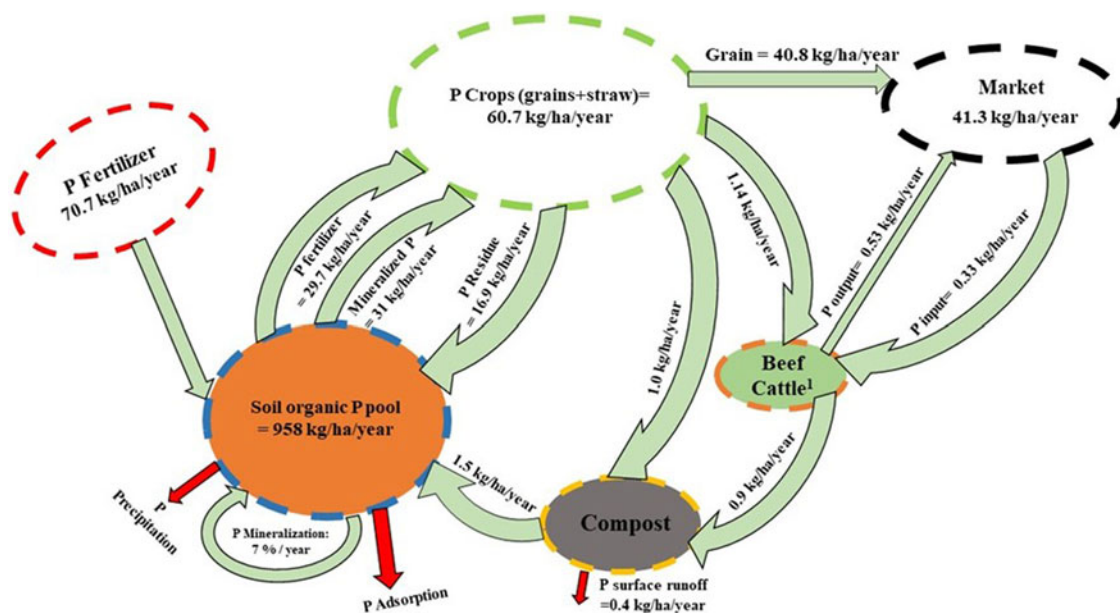 Grain = 40.8 kg/ha/year
P Crops (grains+straw)=
60.7 kg/ha/year
Market
41.3 kg/ha/year
P Fertilizer
70.7 kg/ha/year
P fertilizer
= 29.7 kg/ha/year
Mineralized P
= 31 kg/ha/year
P Residue
= 16.9 kg/ha/year
1.0 kg/ha/year
1.14 kg/ha/year
P output= 0.53 kg/ha/year
P input= 0.33 kg/ha/year
Beef
Cattle¹
Soil organic P pool
= 958 kg/ha/year
1.5 kg/ha/year
0.9 kg/ha/year
Compost
P
Precipitation
P Mineralization:
7 % / year
P Adsorption
P surface runoff
=0.4 kg/ha/year